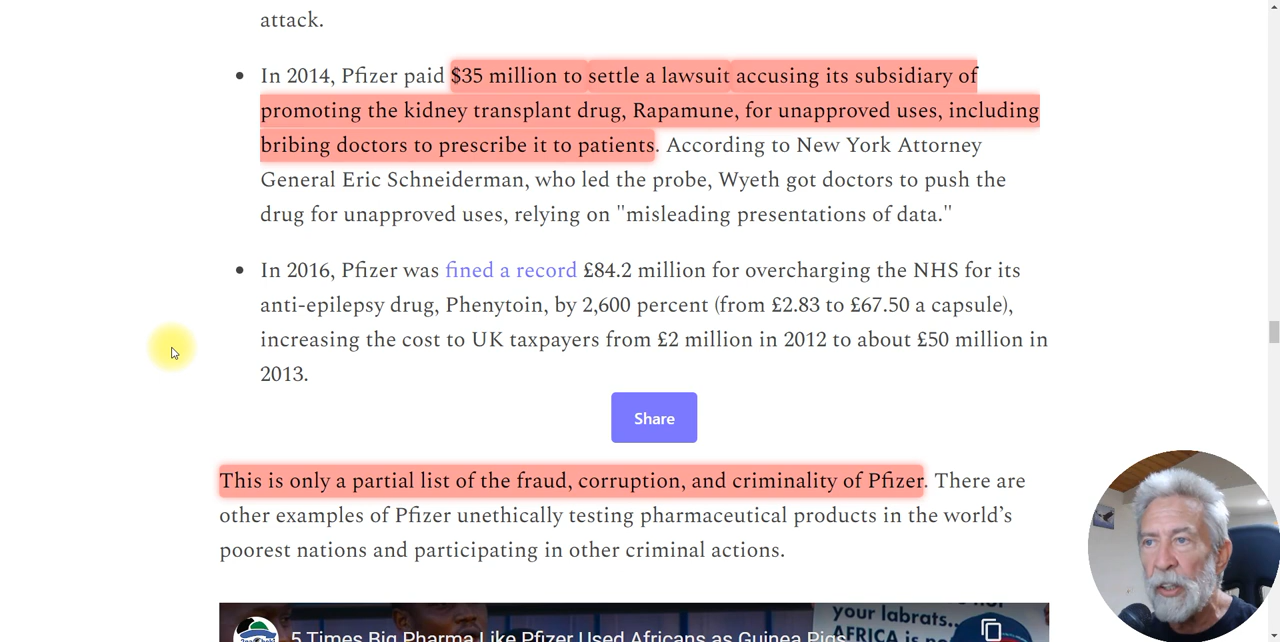 attack.
In 2014, Pfizer paid $35 million to settle a lawsuit accusing its subsidiary of
promoting the kidney transplant drug, Rapamune, for unapproved uses, including
bribing doctors to prescribe it to patients. According to New York Attorney
General Eric Schneiderman, who led the probe, Wyeth got doctors to push the
drug for unapproved uses, relying on "misleading presentations of data."
In 2016, Pfizer was fined a record £84.2 million for overcharging the NHS for its
anti-epilepsy drug, Phenytoin, by 2,600 percent (from £2.83 to £67.50 a capsule),
increasing the cost to UK taxpayers from £2 million in 2012 to about £50 million in
2013.
Share
This is only a partial list of the fraud, corruption, and criminality of Pfizer. There are
other examples of Pfizer unethically testing pharmaceutical products in the world’s
poorest nations and participating in other criminal actions.
5 Times Big Pharma Like Pfizer Used Africans as Guinea Pigs
your labrats..
AFRICA is no